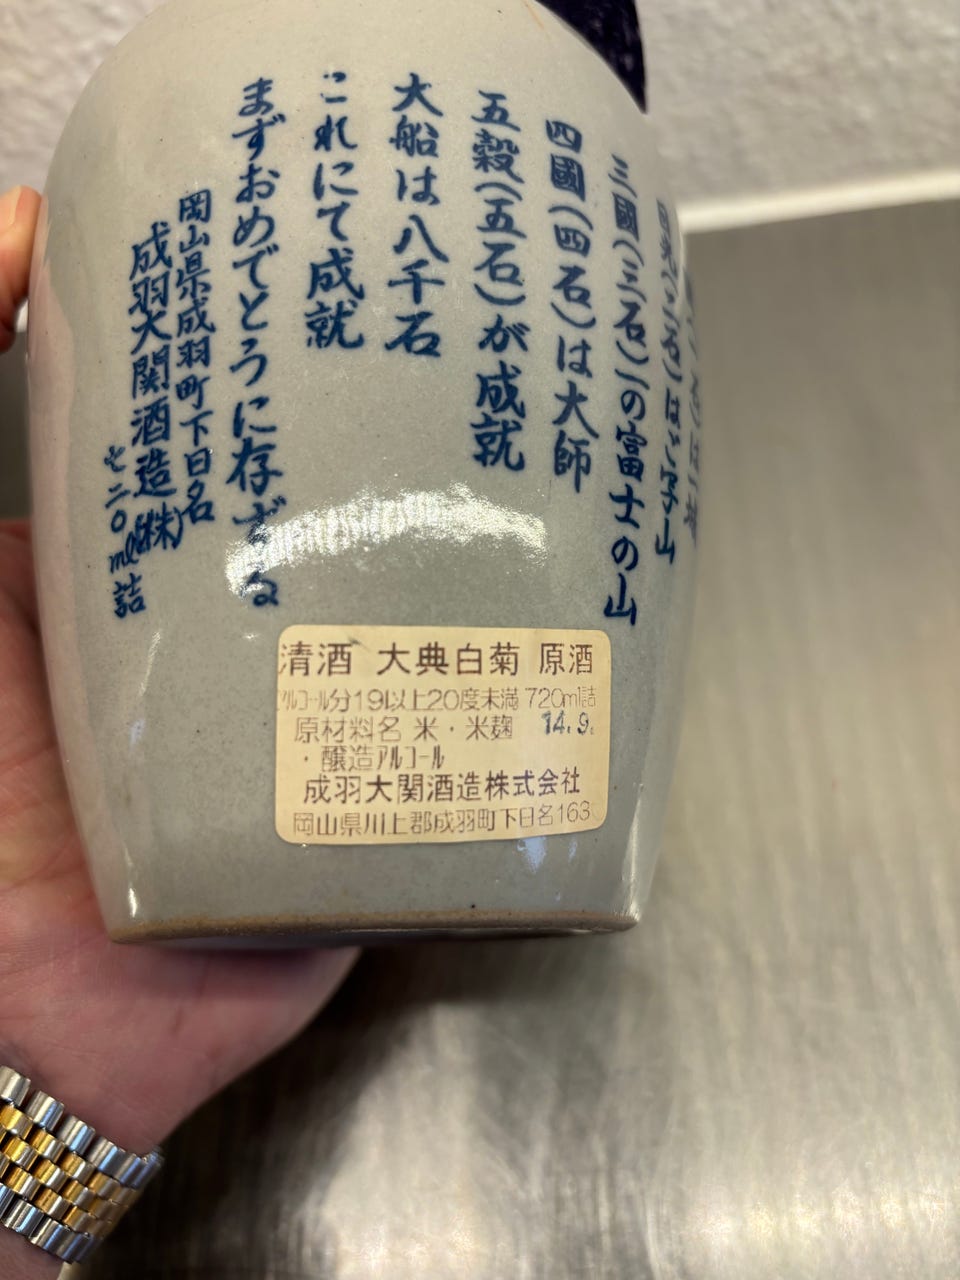 三國(三石)一の富士の山
四國(四石)は大師
五穀(五石)が成就
大船は八千石
これにて成就
まずおめでとうに存ずる
岡山県成羽町下日名
成羽大関酒造(株)
七二〇ml詰
清酒 大典白菊 原酒
アルコール分19以上20度未満 720ml詰
原材料名 米・米麹 14.9.
・醸造アルコール
成羽大関酒造株式会社
岡山県川上郡成羽町下日名163